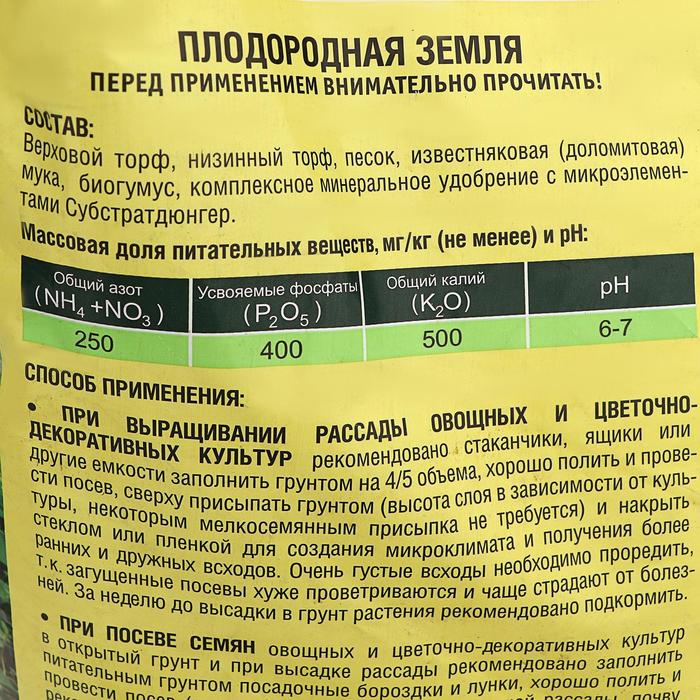 ПЛОДОРОДНАЯ ЗЕМЛЯ
ПЕРЕД ПРИМЕНЕНИЕМ ВНИМАТЕЛЬНО ПРОЧИТАТЬ!
СОСТАВ:
Верховой торф, низинный торф, песок, известняковая (доломитовая)
мука, биогумус, комплексное минеральное удобрение с микроэлемен-
тами Субстратдюнгер.
Массовая доля питательных веществ, мг/кг (не менее) и pH:
Общий азот Усвояемые фосфаты Общий калий pH
(NH₄+NO₃) (P₂O₅) (K₂O)
250 400 500 6-7
СПОСОБ ПРИМЕНЕНИЯ:
• ПРИ ВЫРАЩИВАНИИ РАССАДЫ ОВОЩНЫХ И ЦВЕТОЧНО-
ДЕКОРАТИВНЫХ КУЛЬТУР рекомендовано стаканчики, ящики или
другие емкости заполнить грунтом на 4/5 объема, хорошо полить и прове-
сти посев, сверху присыпать грунтом (высота слоя в зависимости от куль-
туры, некоторым мелкосемянным присыпка не требуется) и накрыть
стеклом или пленкой для создания микроклимата и получения более
ранних и дружных всходов. Очень густые всходы необходимо проредить,
т.к. загущенные посевы хуже проветриваются и чаще страдают от болез-
ней. За неделю до высадки в грунт растения рекомендовано подкормить.
• ПРИ ПОСЕВЕ СЕМЯН овощных и цветочно-декоративных культур
в открытый грунт и при высадке рассады рекомендовано заполнить
питательным грунтом посадочные бороздки и лунки, хорошо полить и
провести посев рассады, почву